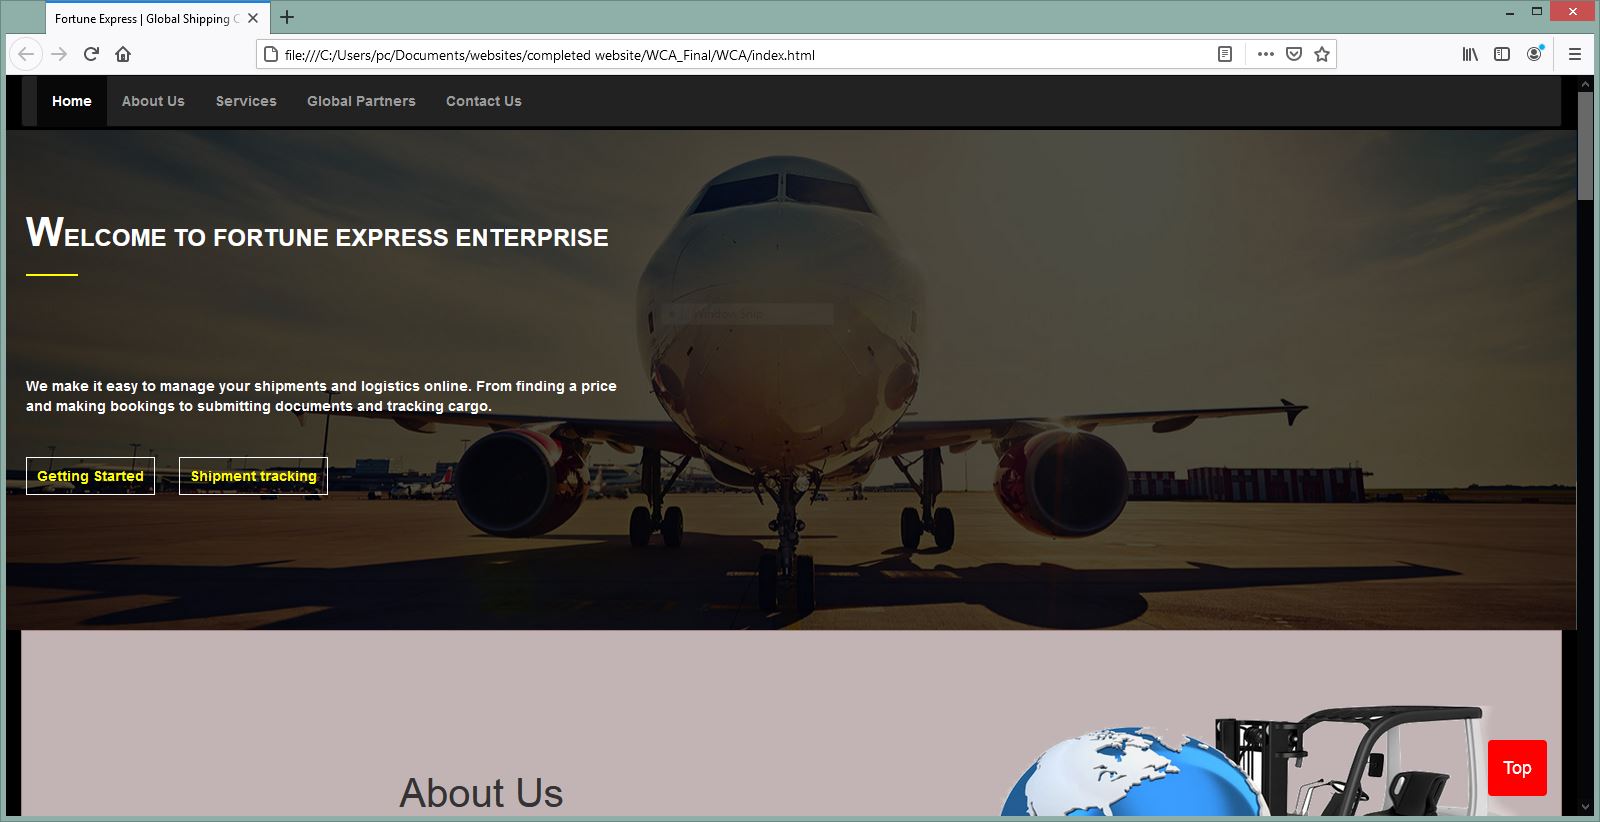 Fortune Express | Global Shipping C
file:///C:/Users/pc/Documents/websites/completed website/WCA_Final/WCA/index.html
Home About Us Services Global Partners Contact Us
WELCOME TO FORTUNE EXPRESS ENTERPRISE
Window Snip
We make it easy to manage your shipments and logistics online. From finding a price
and making bookings to submitting documents and tracking cargo.
Getting Started Shipment tracking
About Us
Top